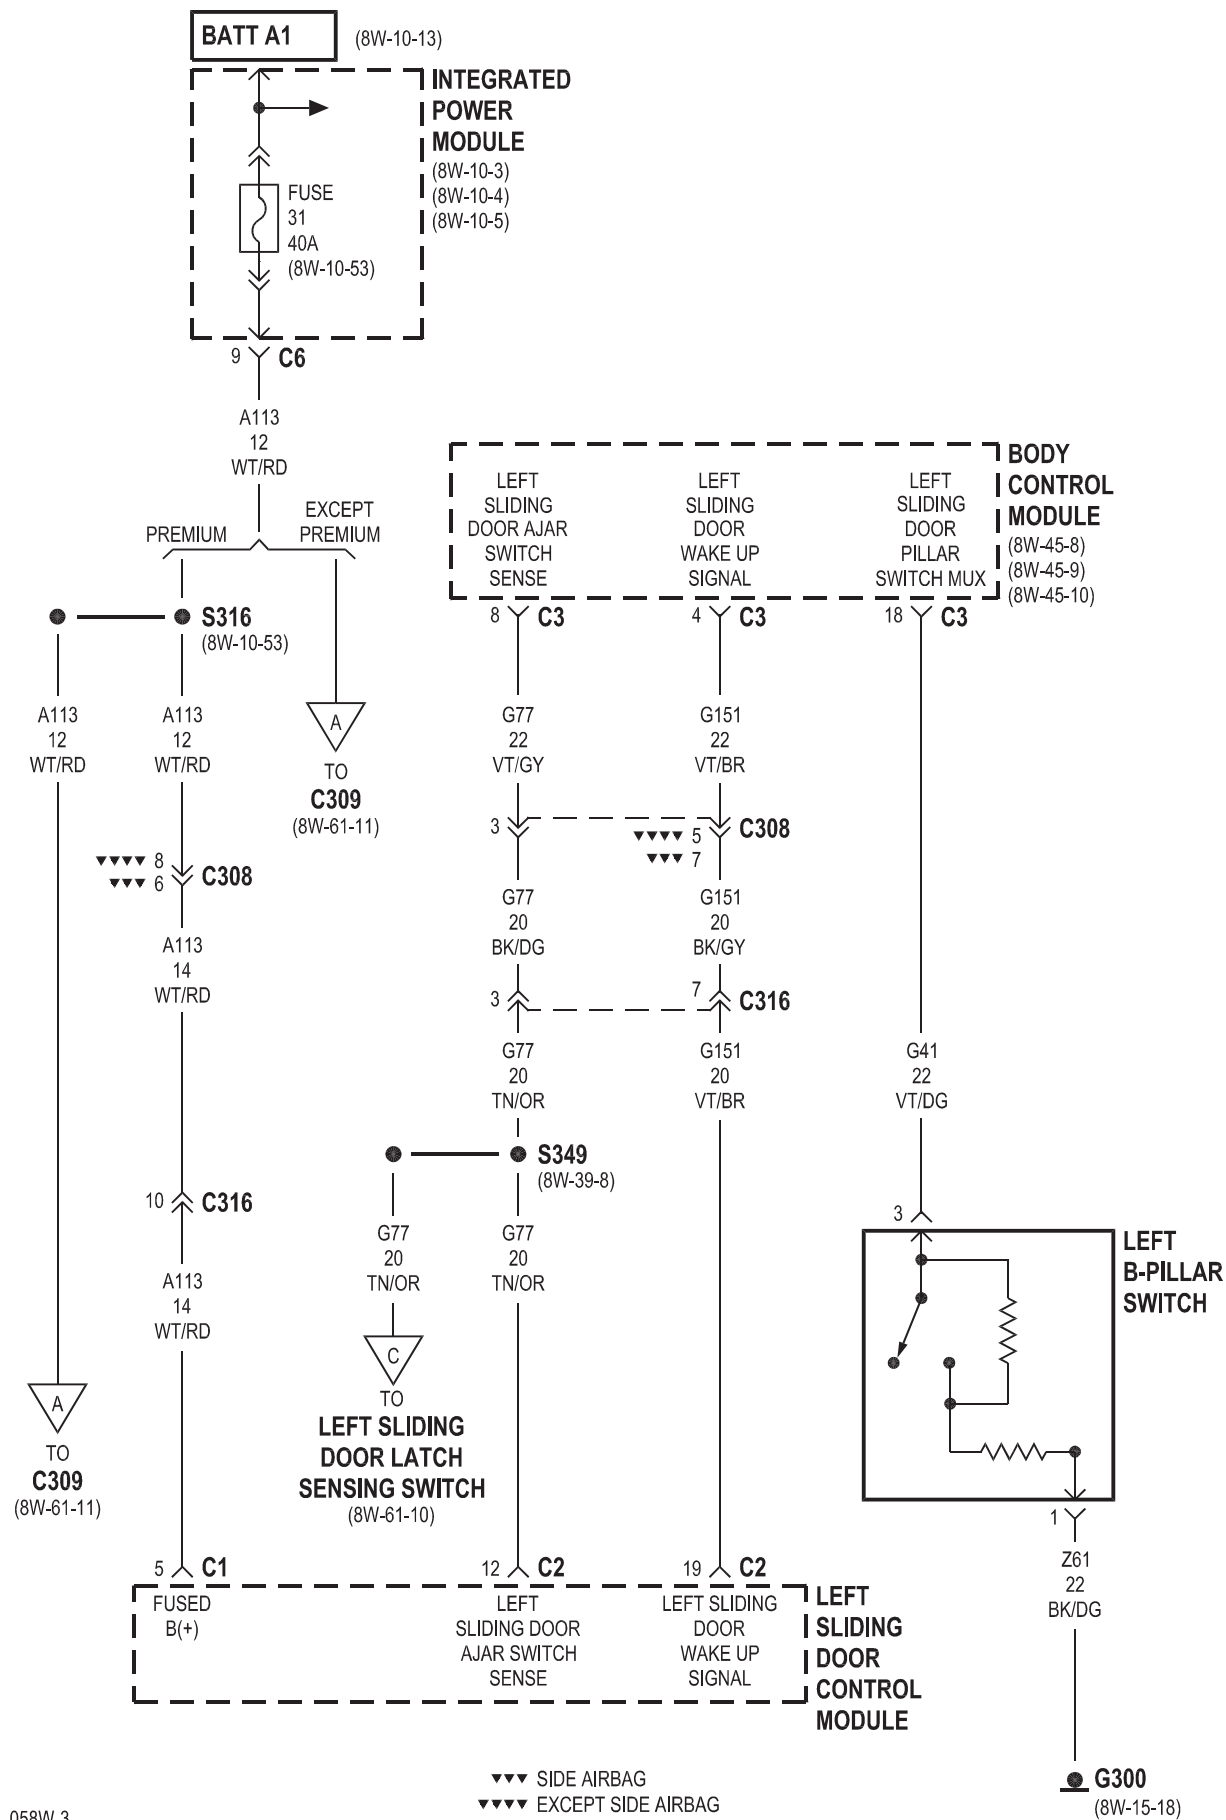 BATT A1
(8W-10-13)
INTEGRATED
POWER
MODULE
(8W-10-3)
(8W-10-4)
(8W-10-5)
FUSE
31
40A
(8W-10-53)
9
C6
A113
12
WT/RD
PREMIUM
EXCEPT
PREMIUM
S316
(8W-10-53)
A113
12
WT/RD
A113
12
WT/RD
A
TO
C309
(8W-61-11)
8
6
C308
A113
14
WT/RD
10
C316
A113
14
WT/RD
A
TO
C309
(8W-61-11)
5
C1
BODY
CONTROL
MODULE
(8W-45-8)
(8W-45-9)
(8W-45-10)
LEFT
SLIDING
DOOR AJAR
SWITCH
SENSE
LEFT
SLIDING
DOOR
WAKE UP
SIGNAL
LEFT
SLIDING
DOOR
PILLAR
SWITCH MUX
8
C3
4
C3
18
C3
G77
22
VT/GY
G151
22
VT/BR
3
5
7
C308
G77
20
BK/DG
G151
20
BK/GY
3
7
C316
G77
20
TN/OR
G151
20
VT/BR
G41
22
VT/DG
S349
(8W-39-8)
G77
20
TN/OR
G77
20
TN/OR
C
TO
LEFT SLIDING
DOOR LATCH
SENSING SWITCH
(8W-61-10)
3
LEFT
B-PILLAR
SWITCH
1
Z61
22
BK/DG
12
C2
19
C2
FUSED
B(+)
LEFT
SLIDING DOOR
AJAR SWITCH
SENSE
LEFT SLIDING
DOOR
WAKE UP
SIGNAL
LEFT
SLIDING
DOOR
CONTROL
MODULE
G300
(8W-15-18)
SIDE AIRBAG
EXCEPT SIDE AIRBAG
058W-3